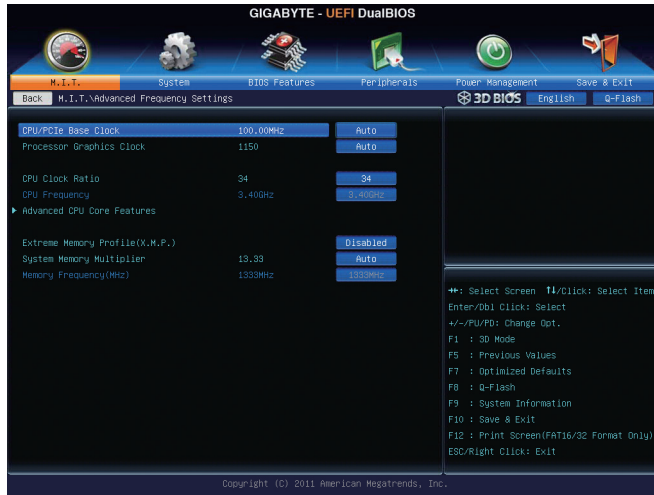 GIGABYTE - UEFI DualBIOS
M.I.T. System BIOS Features Peripherals Power Management Save & Exit
Back M.I.T.\Advanced Frequency Settings 3D BIOS English Q-Flash
CPU/PCIe Base Clock 100.00MHz Auto
Processor Graphics Clock 1150 Auto
CPU Clock Ratio 34 34
CPU Frequency 3.40GHz 3.40GHz
Advanced CPU Core Features
Extreme Memory Profile(X.M.P.) Disabled
System Memory Multiplier 13.33 Auto
Memory Frequency(MHz) 1333MHz 1333MHz
→←: Select Screen ↑↓/Click: Select Item
Enter/Dbl Click: Select
+/-/PU/PD: Change Opt.
F1 : 3D Mode
F5 : Previous Values
F7 : Optimized Defaults
F8 : Q-Flash
F9 : System Information
F10 : Save & Exit
F12 : Print Screen(FAT16/32 Format Only)
ESC/Right Click: Exit
Copyright (C) 2011 American Megatrends, Inc.